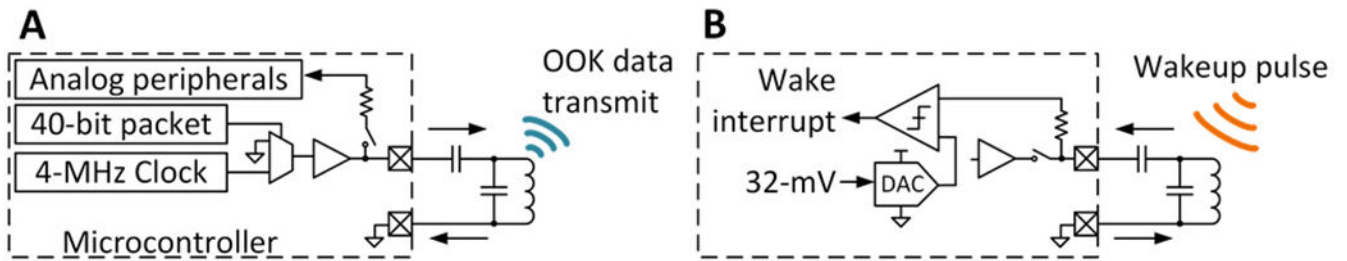 A
Analog peripherals
40-bit packet
4-MHz Clock
Microcontroller
OOK data
transmit
B
Wake
interrupt
32-mV
DAC
Wakeup pulse